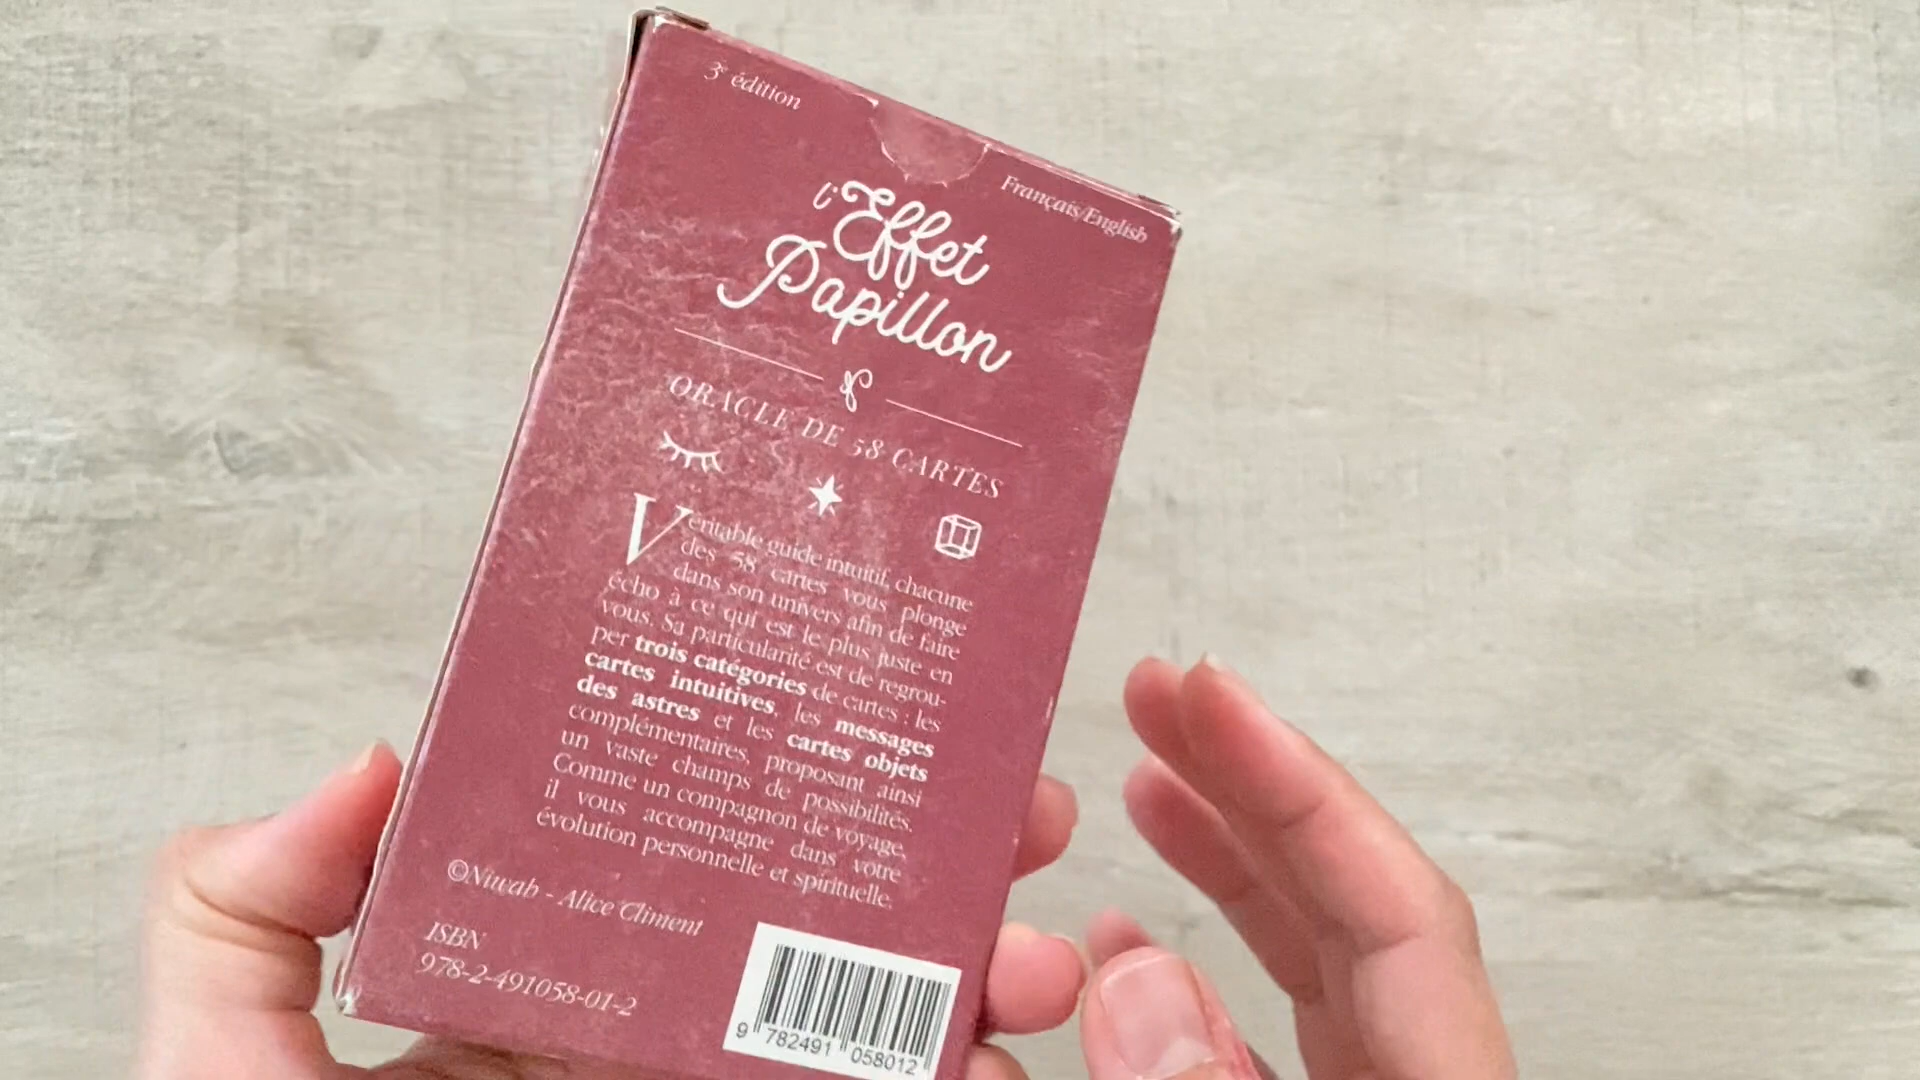 3e édition
Français/English
l'Effet
Papillon
ORACLE DE 58 CARTES
Véritable guide intuitif, chacune
des 58 cartes vous plonge
dans son univers afin de faire
écho à ce qui est le plus juste en
vous. Sa particularité est de regrou-
per trois catégories de cartes : les
cartes intuitives, les messages
des astres et les cartes objets
complémentaires, proposant ainsi
un vaste champs de possibilités.
Comme un compagnon de voyage,
il vous accompagne dans votre
évolution personnelle et spirituelle.
©Niwab - Alice Climent
ISBN
978-2-491058-01-2
9 782491 058012